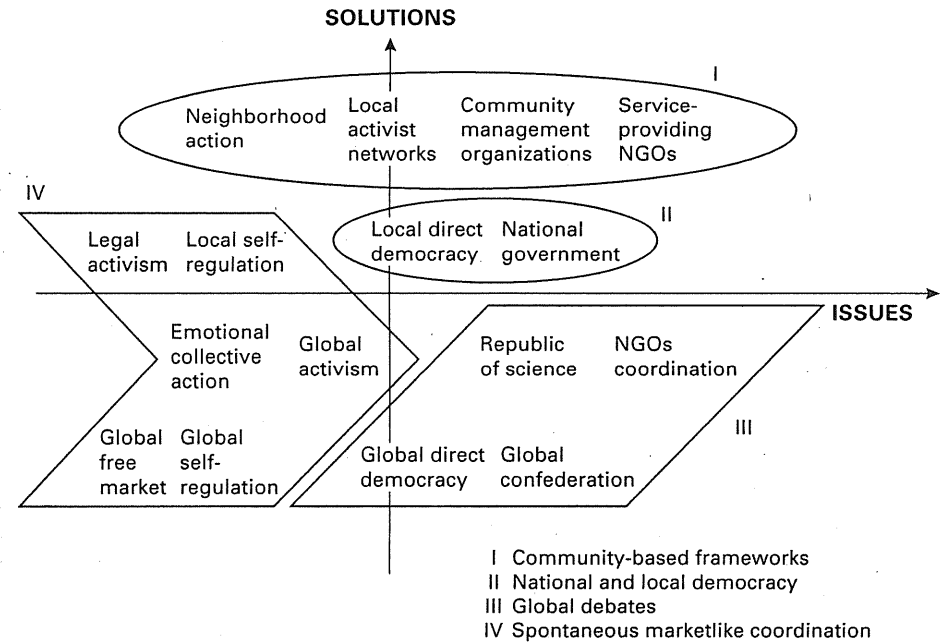 SOLUTIONS
I
Neighborhood
action
Local
activist
networks
Community
management
organizations
Service-
providing
NGOs
IV
II
Legal
activism
Local self-
regulation
Local direct
democracy
National
government
ISSUES
Emotional
collective
action
Global
activism
Republic
of science
NGOs
coordination
III
Global
free
market
Global
self-
regulation
Global direct
democracy
Global
confederation
I Community-based frameworks
II National and local democracy
III Global debates
IV Spontaneous marketlike coordination